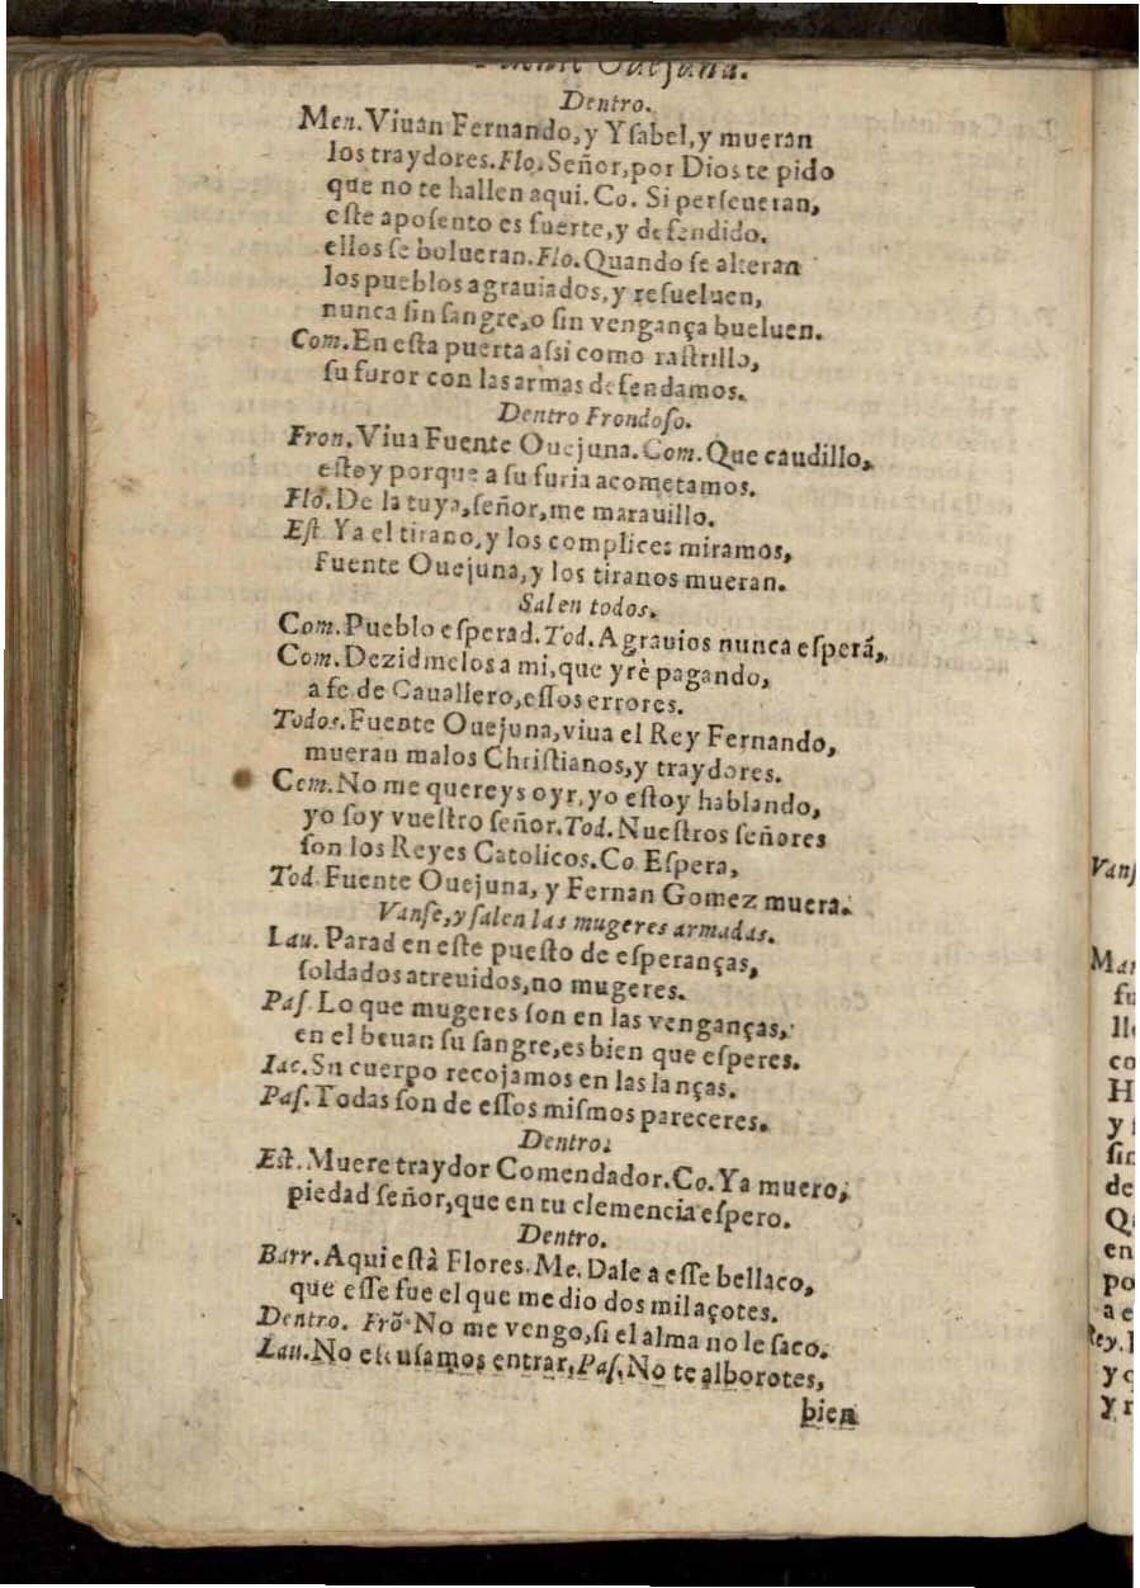 Fuente Ouejuna.
Dentro.
Men. Viuan Fernando, y Yſabel, y mueran
los traydores. Flo. Señor, por Dios te pido
que no te hallen aqui. Co. Si perſeueran,
eſte apoſento es fuerte, y defendido.
ellos ſe bolueran. Flo. Quando ſe alteran
los pueblos agrauiados, y reſueluen,
nunca ſin ſangre, o ſin vengança bueluen.
Com. En eſta puerta aſsi como raſtrillo,
ſu furor con las armas defendamos.
Dentro Frondoſo.
Fron. Viua Fuente Ouejuna. Com. Que caudillo,
eſtoy porque a ſu furia acometamos.
Flo. De la tuya, ſeñor, me marauillo.
Eſt. Ya el tirano, y los complices miramos,
Fuente Ouejuna, y los tiranos mueran.
Salen todos.
Com. Pueblo eſperad. Tod. Agrauios nunca eſperã,
Com. Dezidmelos a mi, que yrè pagando,
a fe de Cauallero, eſſos errores.
Todos. Fuente Ouejuna, viua el Rey Fernando,
mueran malos Chriſtianos, y traydores.
Com. No me quereys oyr, yo eſtoy hablando,
yo ſoy vueſtro ſeñor. Tod. Nueſtros ſeñores
ſon los Reyes Catolicos. Co. Eſpera,
Tod. Fuente Ouejuna, y Fernan Gomez muera.
Vanſe, y ſalen las mugeres armadas.
Lau. Parad en eſte pueſto de eſperanças,
ſoldados atreuidos, no mugeres.
Paſ. Lo que mugeres ſon en las venganças,
en el beuan ſu ſangre, es bien que eſperes.
Iac. Su cuerpo recojamos en las lanças.
Paſ. Todas ſon de eſſos miſmos pareceres.
Dentro.
Eſt. Muere traydor Comendador. Co. Ya muero,
piedad ſeñor, que en tu clemencia eſpero.
Dentro.
Barr. Aqui eſtà Flores. Me. Dale a eſſe bellaco,
que eſſe fue el que me dio dos mil açotes.
Dentro. Frõ. No me vengo, ſi el alma no le ſaco.
Lau. No eſcuſamos entrar, Paſ. No te alborotes,
bien
Vanſ
Mar
fu
llo
co
H
y
ſin
de
Qu
en
po
a e
Rey.
y q
y r